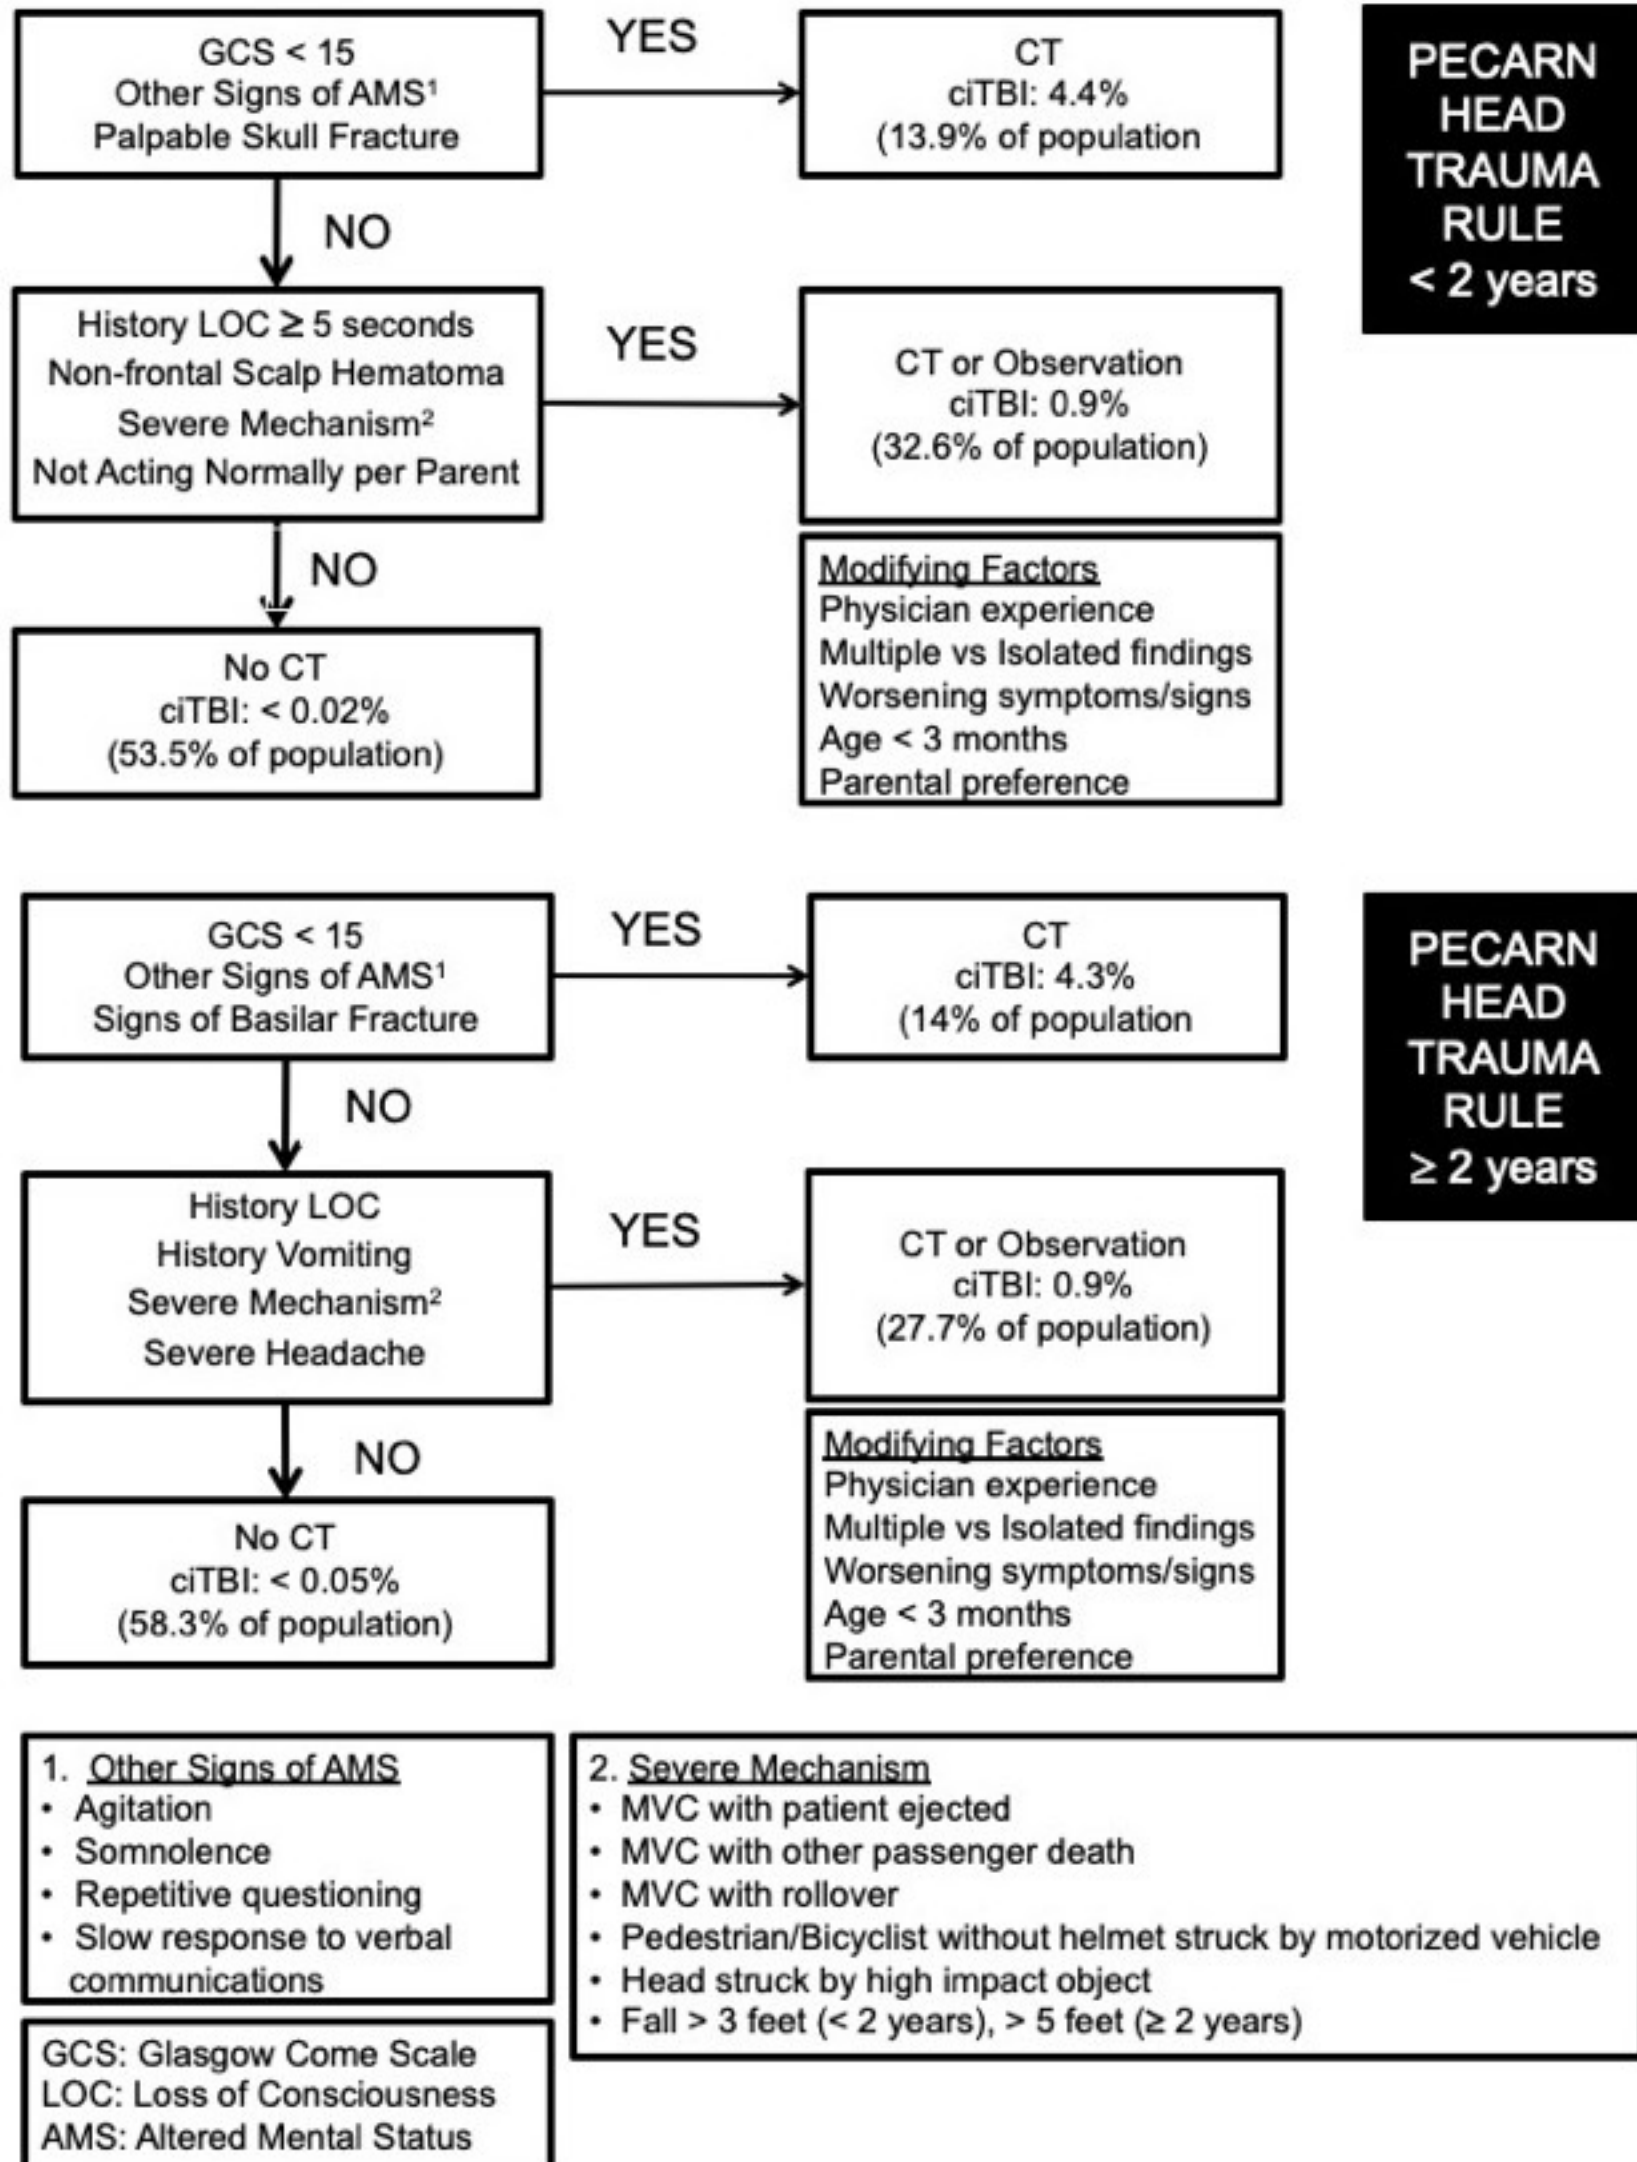 GCS < 15
Other Signs of AMS¹
Palpable Skull Fracture
YES
CT
ciTBI: 4.4%
(13.9% of population
PECARN
HEAD
TRAUMA
RULE
< 2 years
NO
History LOC ≥ 5 seconds
Non-frontal Scalp Hematoma
Severe Mechanism²
Not Acting Normally per Parent
YES
CT or Observation
ciTBI: 0.9%
(32.6% of population)
NO
Modifying Factors
Physician experience
Multiple vs Isolated findings
Worsening symptoms/signs
Age < 3 months
Parental preference
No CT
ciTBI: < 0.02%
(53.5% of population)
GCS < 15
Other Signs of AMS¹
Signs of Basilar Fracture
YES
CT
ciTBI: 4.3%
(14% of population
PECARN
HEAD
TRAUMA
RULE
≥ 2 years
NO
History LOC
History Vomiting
Severe Mechanism²
Severe Headache
YES
CT or Observation
ciTBI: 0.9%
(27.7% of population)
NO
Modifying Factors
Physician experience
Multiple vs Isolated findings
Worsening symptoms/signs
Age < 3 months
Parental preference
No CT
ciTBI: < 0.05%
(58.3% of population)
1. Other Signs of AMS
• Agitation
• Somnolence
• Repetitive questioning
• Slow response to verbal
communications
2. Severe Mechanism
• MVC with patient ejected
• MVC with other passenger death
• MVC with rollover
• Pedestrian/Bicyclist without helmet struck by motorized vehicle
• Head struck by high impact object
• Fall > 3 feet (< 2 years), > 5 feet (≥ 2 years)
GCS: Glasgow Come Scale
LOC: Loss of Consciousness
AMS: Altered Mental Status